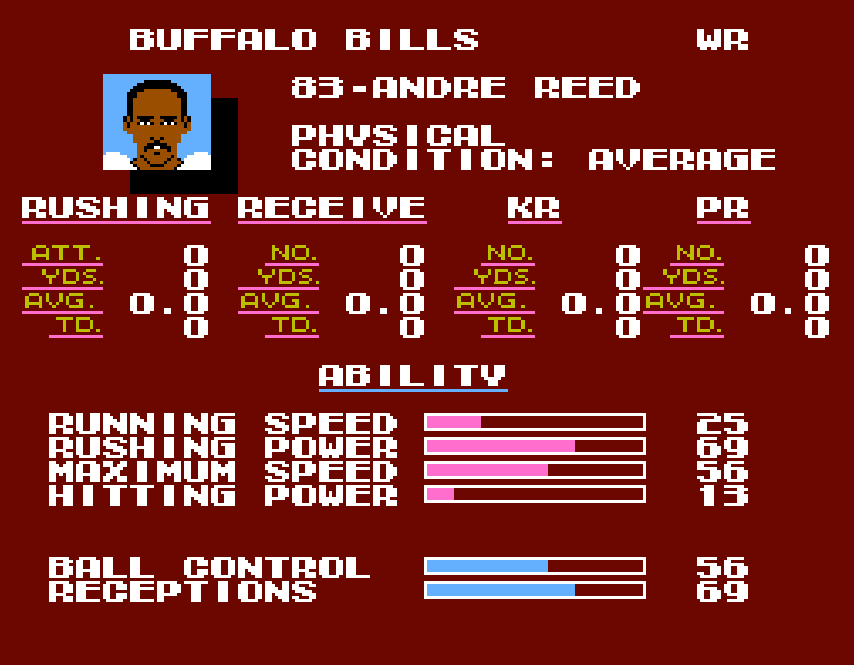 BUFFALO BILLS WR
83-ANDRE REED
PHYSICAL
CONDITION: AVERAGE
RUSHING RECEIVE KR PR
ATT. 0 NO. 0 NO. 0 NO. 0
YDS. 0 YDS. 0 YDS. 0 YDS. 0
AVG. 0.0 AVG. 0.0 AVG. 0.0 AVG. 0.0
TD. 0 TD. 0 TD. 0 TD. 0
ABILITY
RUNNING SPEED 25
RUSHING POWER 69
MAXIMUM SPEED 56
HITTING POWER 13
BALL CONTROL 56
RECEPTIONS 69